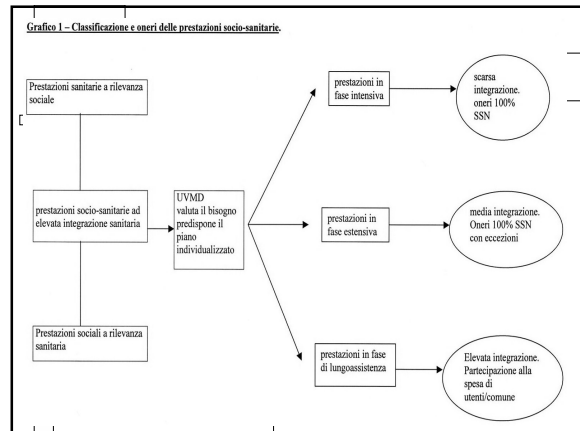 Grafico 1 – Classificazione e oneri delle prestazioni socio-sanitarie.
Prestazioni sanitarie a rilevanza
sociale
prestazioni socio-sanitarie ad
elevata integrazione sanitaria
Prestazioni sociali a rilevanza
sanitaria
UVMD
valuta il bisogno
predispone il
piano
individualizzato
prestazioni in
fase intensiva
scarsa
integrazione.
oneri 100%
SSN
prestazioni in
fase estensiva
media integrazione.
Oneri 100% SSN
con eccezioni
prestazioni in fase
di lungoassistenza
Elevata integrazione.
Partecipazione alla
spesa di
utenti/comune